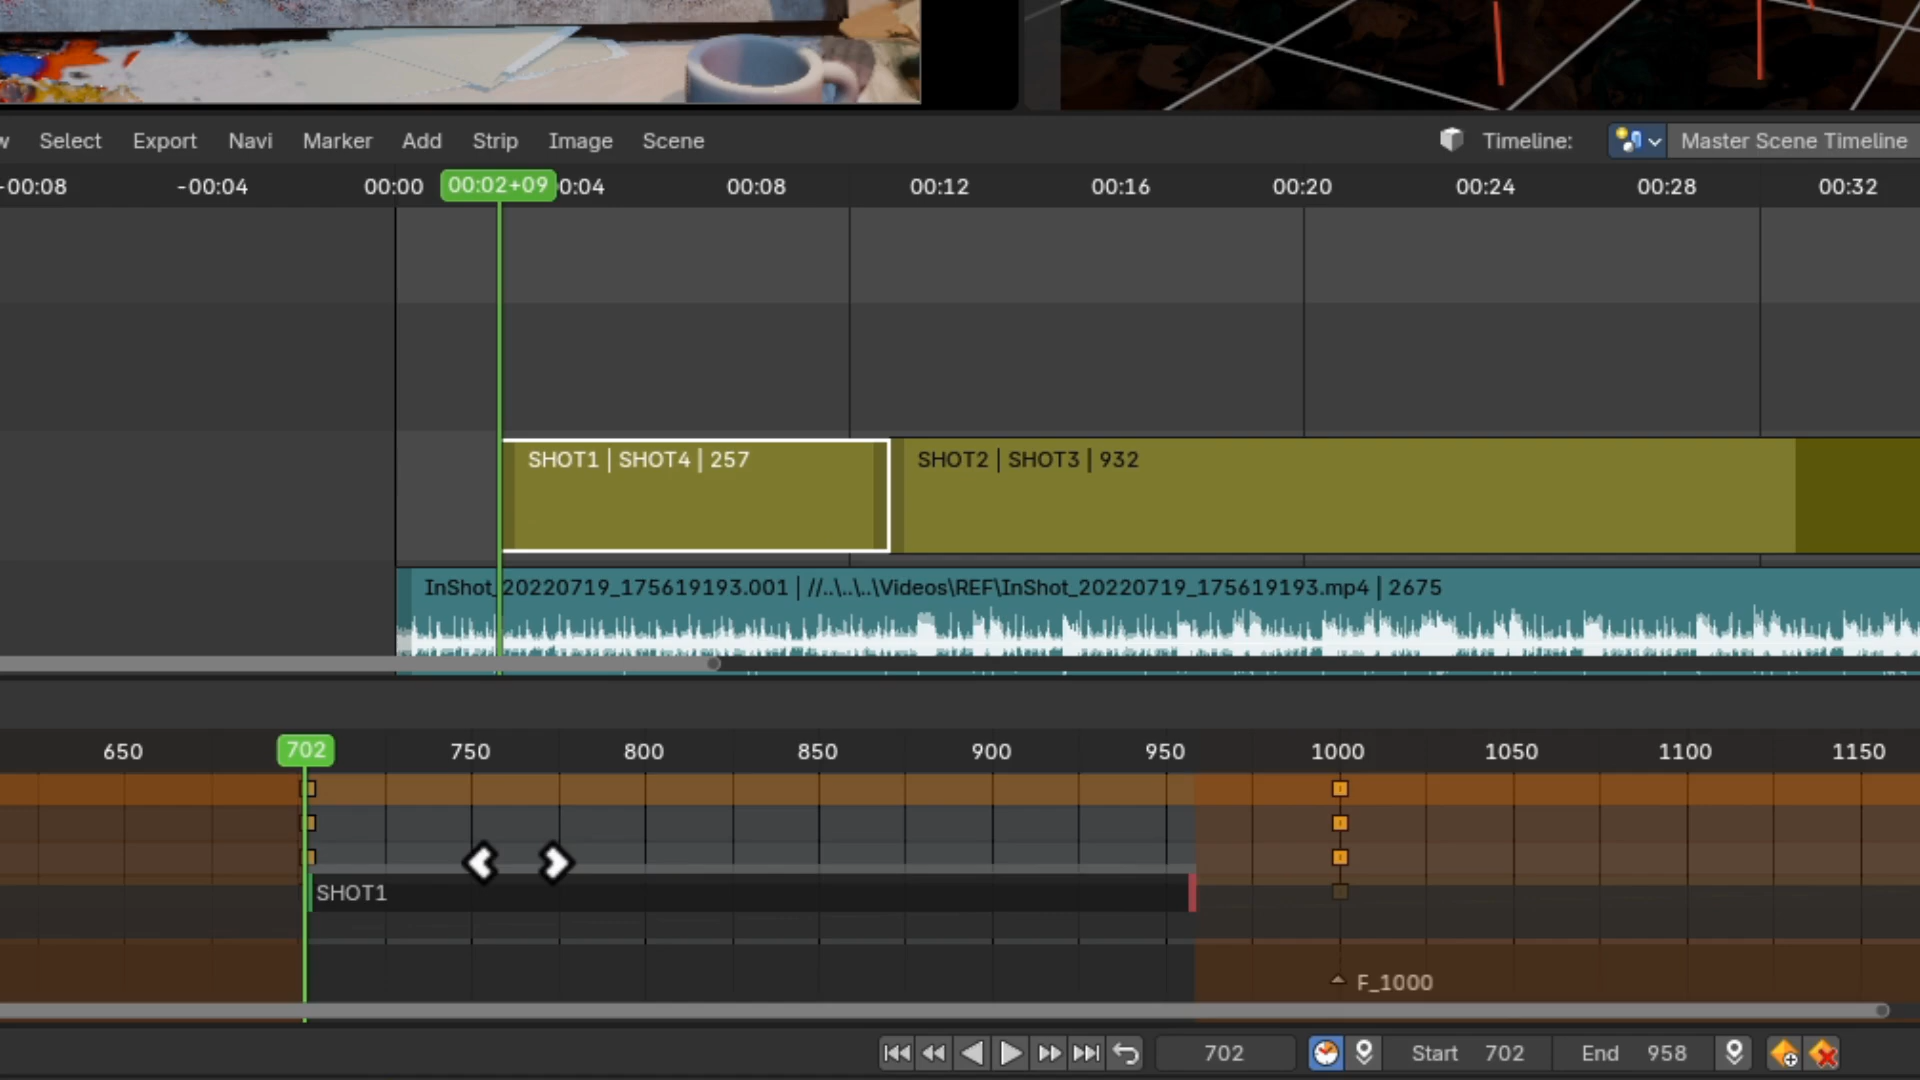 Select Export Navi Marker Add Strip Image Scene Timeline: Master Scene Timeline
-00:08 -00:04 00:00 00:02+09 0:04 00:08 00:12 00:16 00:20 00:24 00:28 00:32
SHOT1 | SHOT4 | 257 SHOT2 | SHOT3 | 932
InShot_20220719_175619193.001 | //..\..\..\Videos\REF\InShot_20220719_175619193.mp4 | 2675
650 702 750 800 850 900 950 1000 1050 1100 1150
SHOT1
F_1000
702 Start 702 End 958